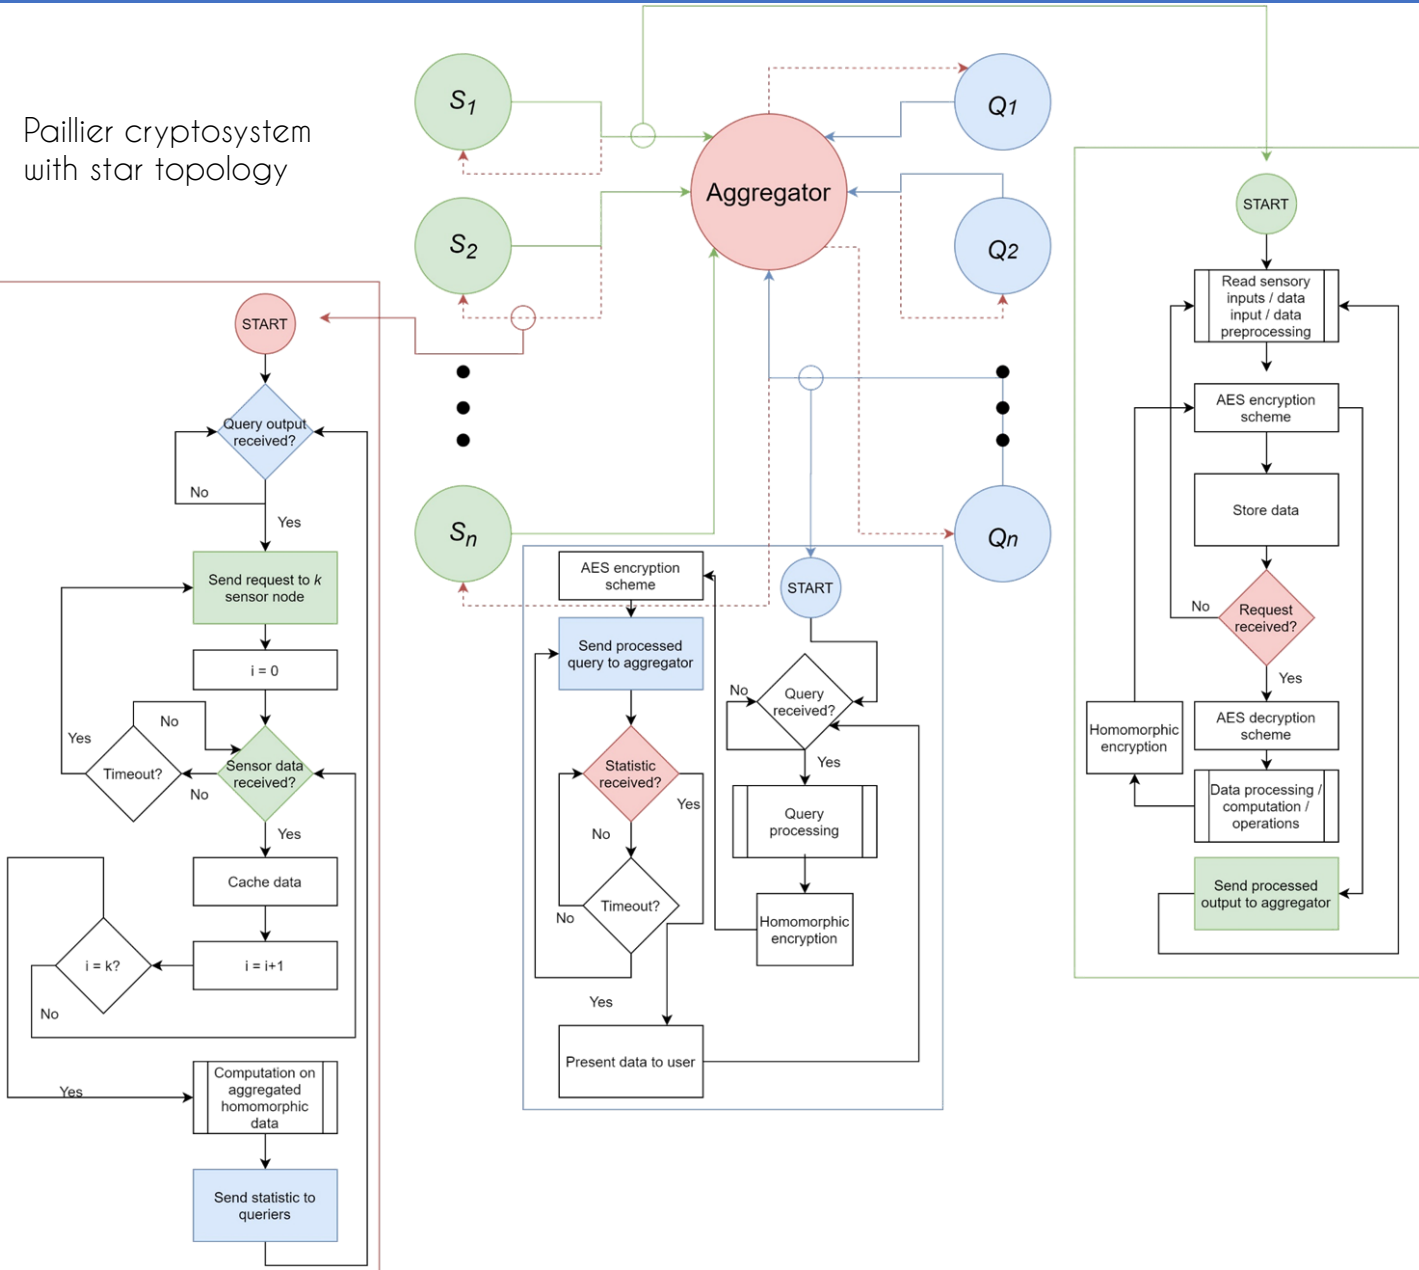 Paillier cryptosystem
with star topology
S1
S2
Sn
Aggregator
Q1
Q2
Qn
START
Query output
received?
No
Yes
Send request to k
sensor node
i = 0
No
Yes
Timeout?
Sensor data
received?
No
Yes
Cache data
i = k?
i = i+1
No
Yes
Computation on
aggregated
homomorphic
data
Send statistic to
queriers
AES encryption
scheme
START
Send processed
query to aggregator
No
Query
received?
Yes
Statistic
received?
Yes
No
Query
processing
Timeout?
No
Homomorphic
encryption
Yes
Present data to user
START
Read sensory
inputs / data
input / data
preprocessing
AES encryption
scheme
Store data
No
Request
received?
Yes
AES decryption
scheme
Homomorphic
encryption
Data processing /
computation /
operations
Send processed
output to aggregator